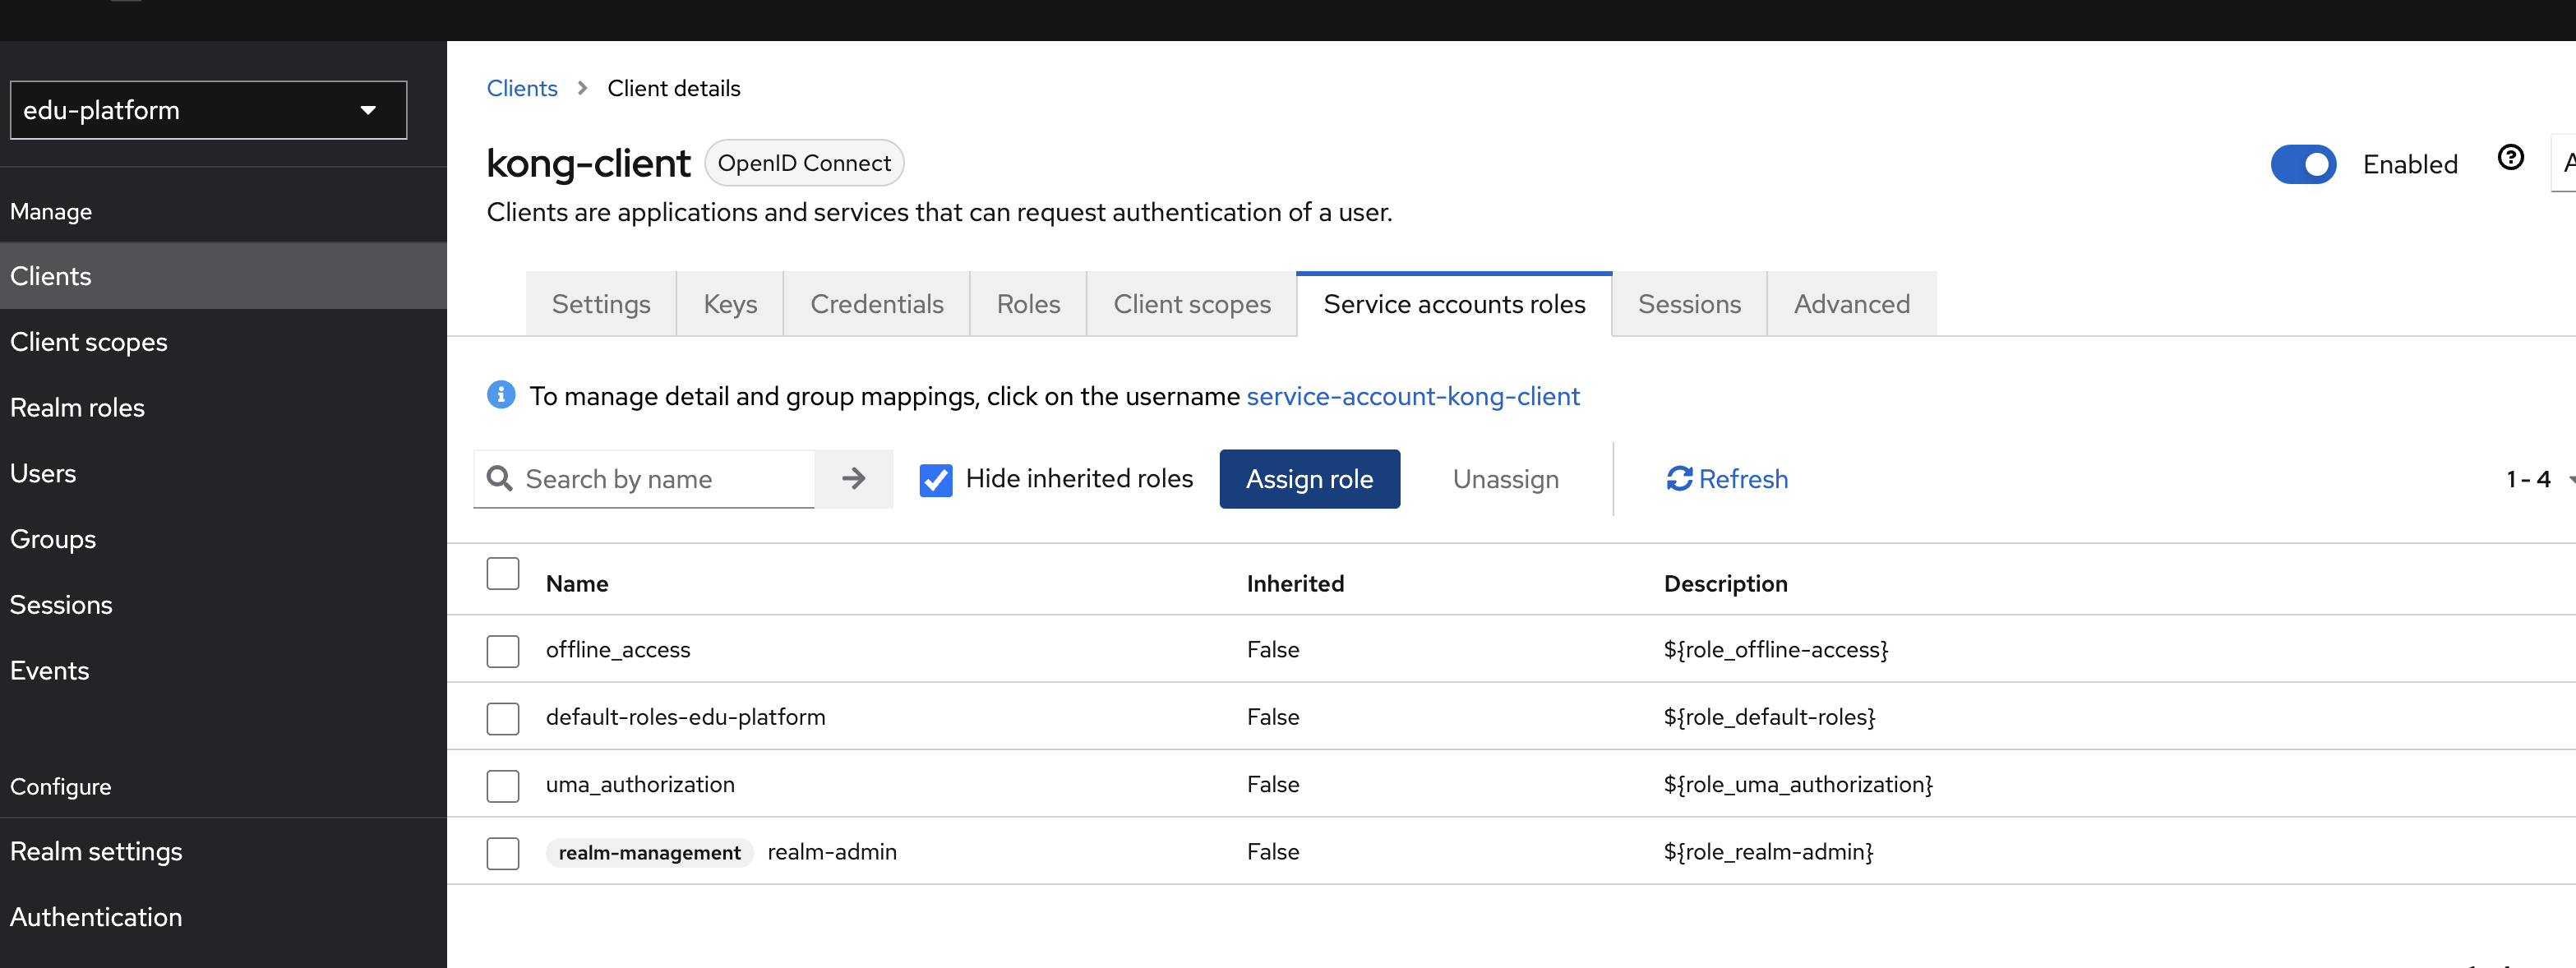 edu-platform
Manage
Clients
Client scopes
Realm roles
Users
Groups
Sessions
Events
Configure
Realm settings
Authentication
Clients > Client details
kong-client OpenID Connect
Enabled
Clients are applications and services that can request authentication of a user.
Settings Keys Credentials Roles Client scopes Service accounts roles Sessions Advanced
To manage detail and group mappings, click on the username service-account-kong-client
Search by name Hide inherited roles Assign role Unassign Refresh 1 - 4
Name Inherited Description
offline_access False ${role_offline-access}
default-roles-edu-platform False ${role_default-roles}
uma_authorization False ${role_uma_authorization}
realm-management realm-admin False ${role_realm-admin}